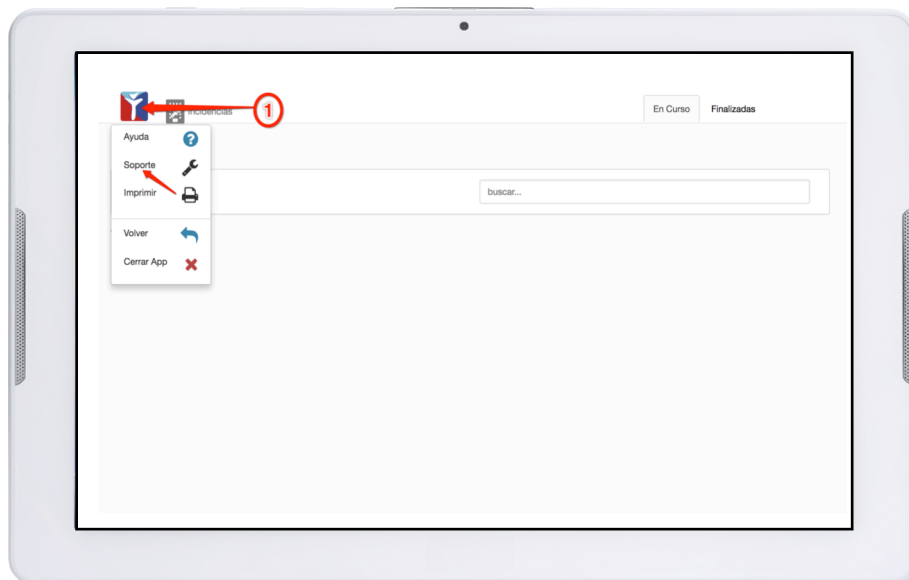 Incidencias
1
En Curso
Finalizadas
Ayuda
?
Soporte
Imprimir
buscar...
Volver
Cerrar App